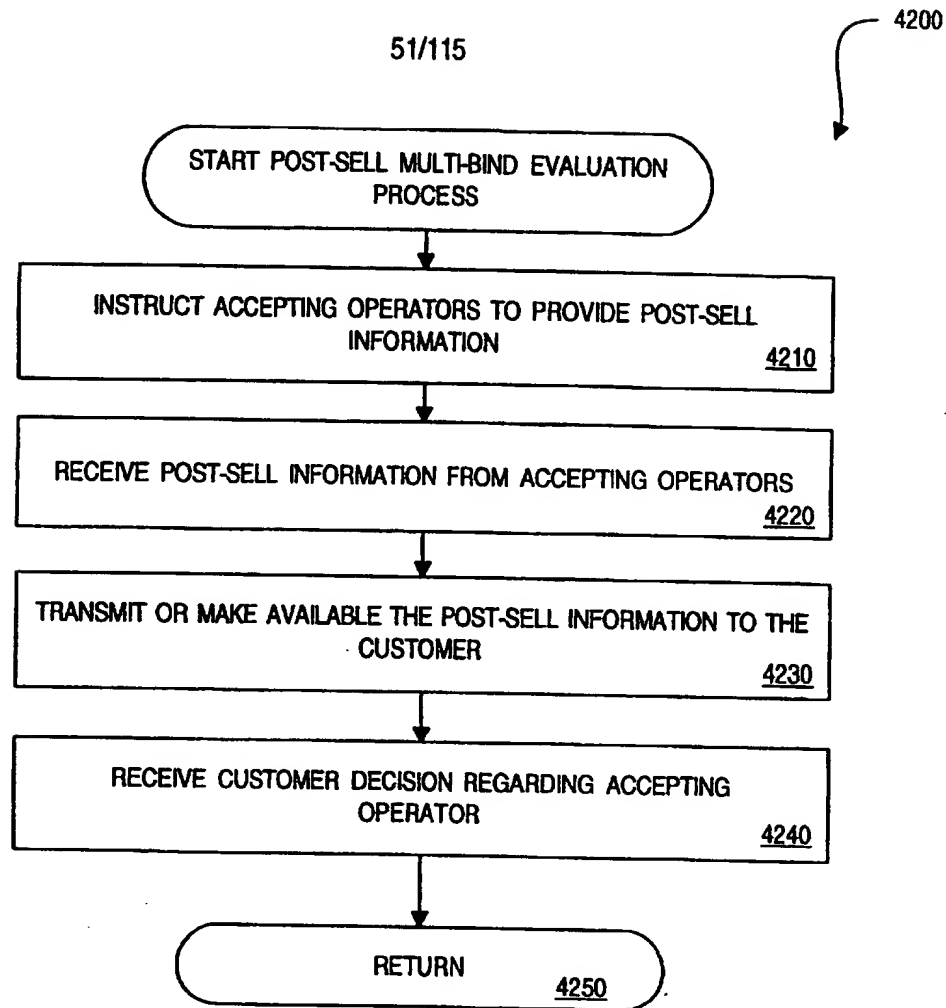 4200
51/115
START POST-SELL MULTI-BIND EVALUATION
PROCESS
INSTRUCT ACCEPTING OPERATORS TO PROVIDE POST-SELL
INFORMATION
4210
RECEIVE POST-SELL INFORMATION FROM ACCEPTING OPERATORS
4220
TRANSMIT OR MAKE AVAILABLE THE POST-SELL INFORMATION TO THE
CUSTOMER
4230
RECEIVE CUSTOMER DECISION REGARDING ACCEPTING
OPERATOR
4240
RETURN
4250